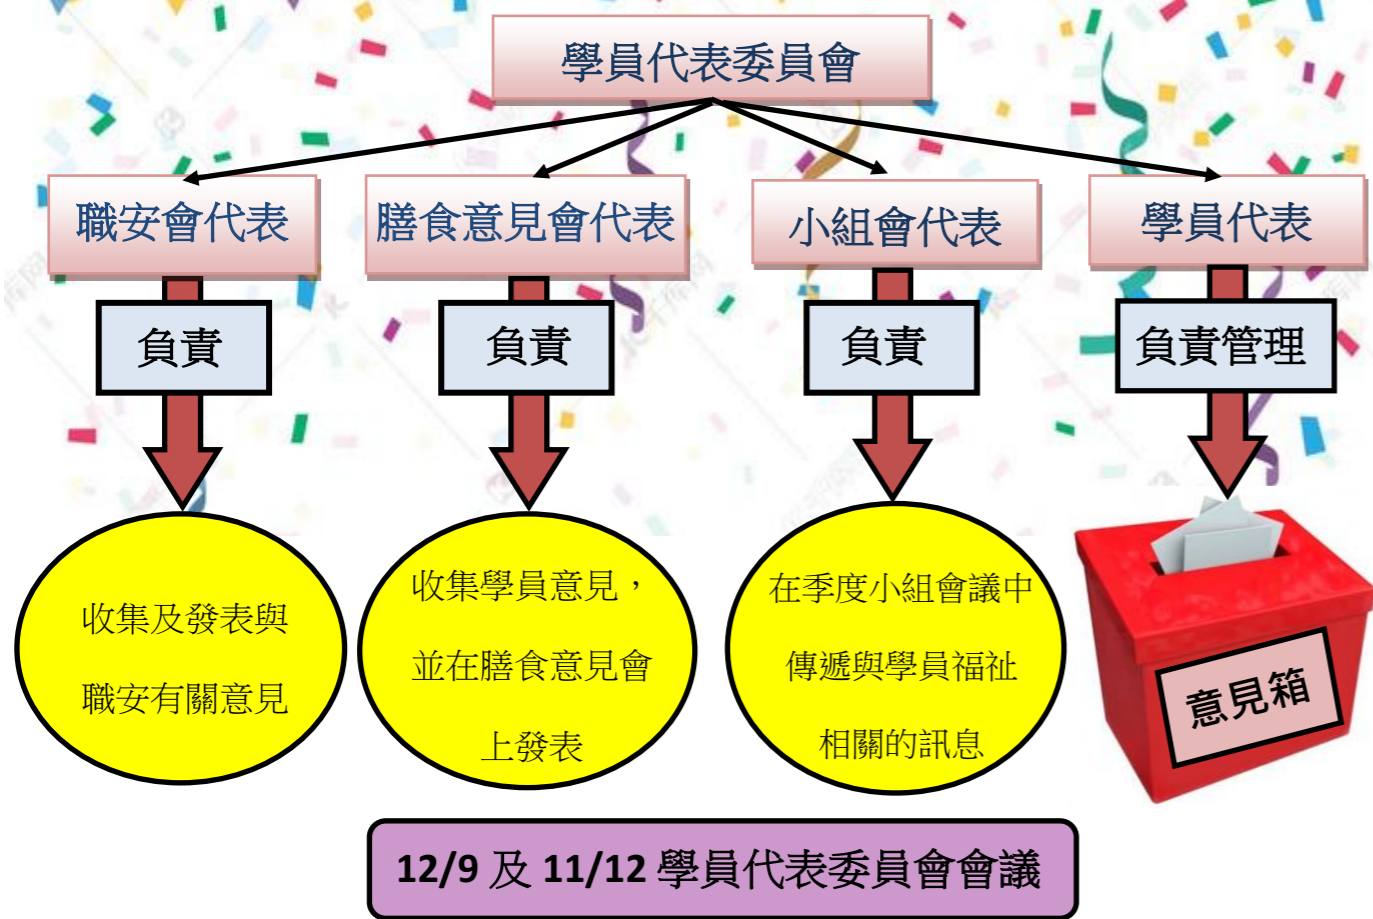 學員代表委員會
職安會代表
膳食意見會代表
小組會代表
學員代表
負責
負責
負責
負責管理
收集及發表與
職安有關意見
收集學員意見，
並在膳食意見會
上發表
在季度小組會議中
傳遞與學員福祉
相關的訊息
意見箱
12/9 及 11/12 學員代表委員會會議